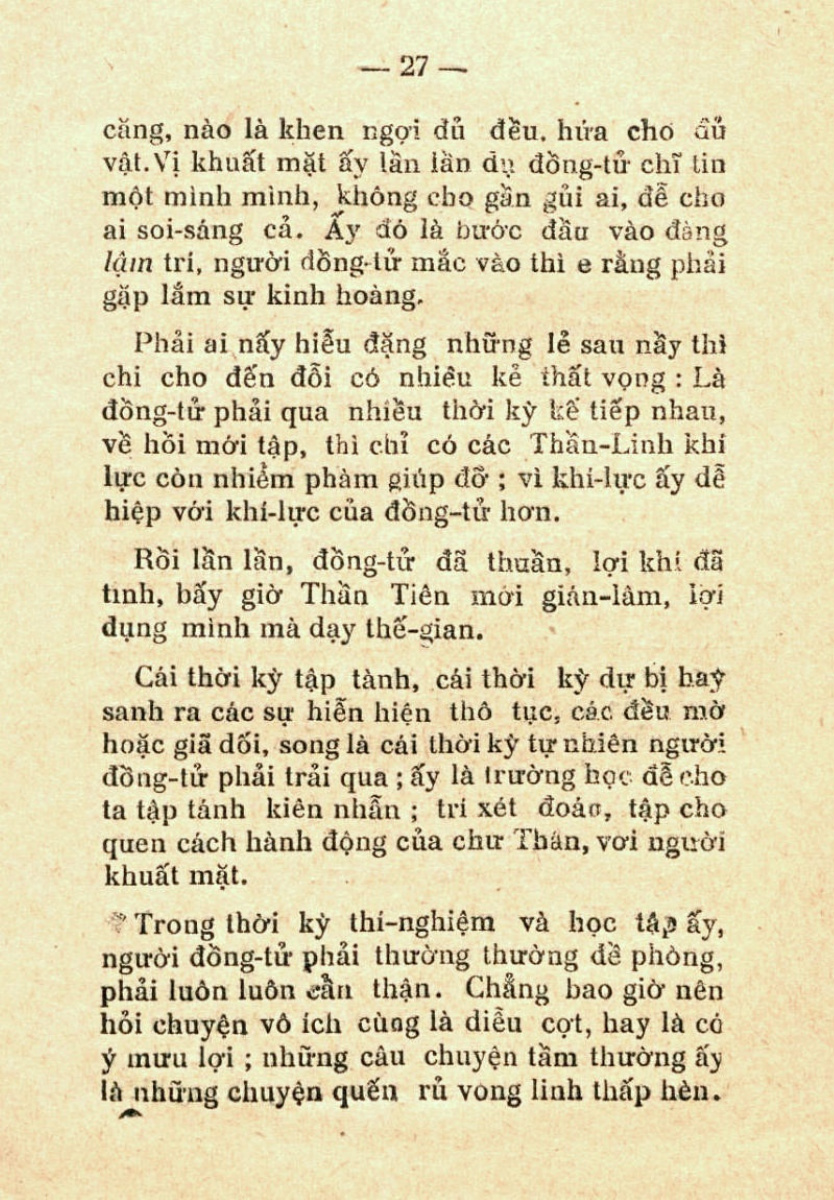 — 27 —
căng, nào là khen ngợi đủ đều. hứa cho đủ
vật. Vị khuất mặt ấy lần lần dụ đồng-tử chĩ tin
một mình mình, không cho gần gủi ai, đễ cho
ai soi-sáng cả. Ấy đó là bước đầu vào đàng
lậm trí, người đồng-tử mắc vào thì e rằng phải
gặp lắm sự kinh hoàng.
Phải ai nấy hiễu đặng những lẻ sau nầy thì
chi cho đến đỗi có nhiều kẻ thất vọng : Là
đồng-tử phải qua nhiều thời kỳ kế tiếp nhau,
về hồi mới tập, thì chỉ có các Thần-Linh khí
lực còn nhiểm phàm giúp đỡ ; vì khí-lực ấy dễ
hiệp với khí-lực của đồng-tử hơn.
Rồi lần lần, đồng-tử đã thuần, lợi khí đã
tinh, bấy giờ Thần Tiên mới gián-lâm, lợi
dụng mình mà dạy thế-gian.
Cái thời kỳ tập tành, cái thời kỳ dự bị hay
sanh ra các sự hiễn hiện thô tục, các đều mờ
hoặc giã dối, song là cái thời kỳ tự nhiên người
đồng-tử phải trải qua ; ấy là trường học đễ cho
ta tập tánh kiên nhẫn ; trí xét đoán, tập cho
quen cách hành động của chư Thần, vơi người
khuất mặt.
Trong thời kỳ thí-nghiệm và học tập ấy,
người đồng-tử phải thường thường đề phòng,
phải luôn luôn cần thận. Chẳng bao giờ nên
hỏi chuyện vô ích cùng là diễu cợt, hay là có
ý mưu lợi ; những câu chuyện tầm thường ấy
là những chuyện quến rủ vong linh thấp hèn.